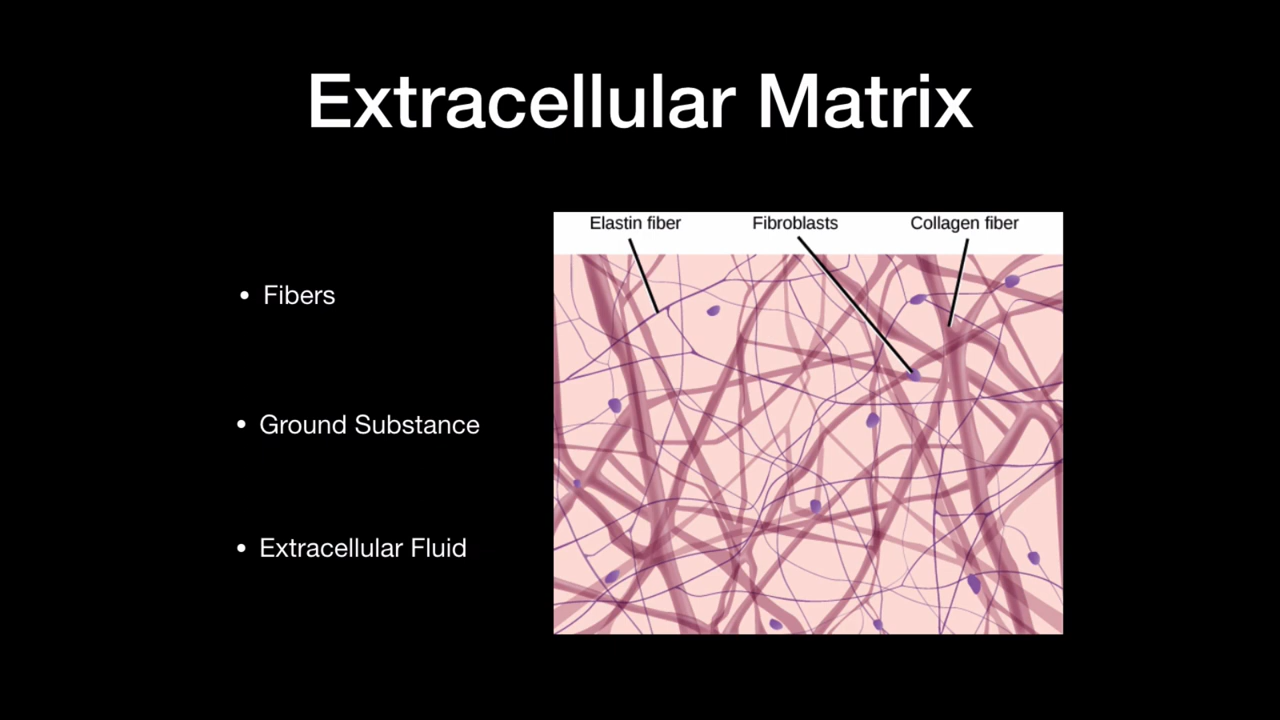 Extracellular Matrix
• Fibers
• Ground Substance
• Extracellular Fluid
Elastin fiber
Fibroblasts
Collagen fiber